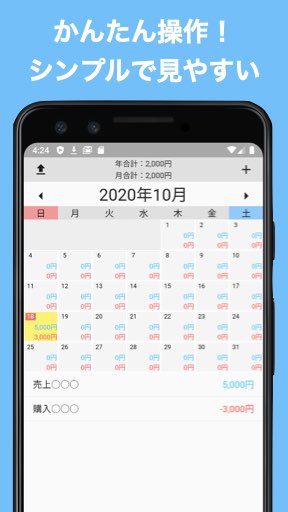 かんたん操作！
シンプルで見やすい
4:24
年合計：2,000円
月合計：2,000円
2020年10月
日 月 火 水 木 金 土
1 2 3
0円 0円 0円
0円 0円 0円
4 5 6 7 8 9 10
0円 0円 0円 0円 0円 0円 0円
0円 0円 0円 0円 0円 0円 0円
11 12 13 14 15 16 17
0円 0円 0円 0円 0円 0円 0円
0円 0円 0円 0円 0円 0円 0円
18 19 20 21 22 23 24
5,000円 0円 0円 0円 0円 0円 0円
3,000円 0円 0円 0円 0円 0円 0円
25 26 27 28 29 30 31
0円 0円 0円 0円 0円 0円 0円
0円 0円 0円 0円 0円 0円 0円
売上〇〇〇 5,000円
購入〇〇〇 -3,000円